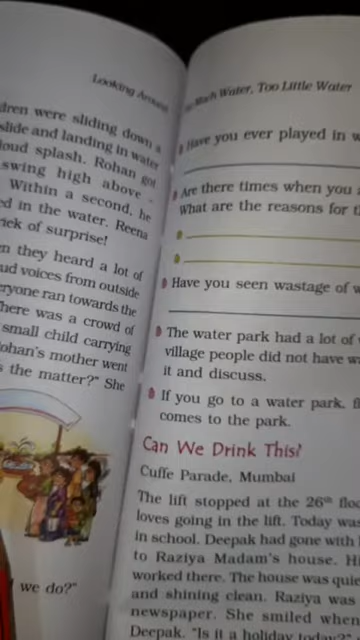 Looking Around
dren were sliding down a
slide and landing in water
loud splash. Rohan got
swing high above -
Within a second, he
ed in the water. Reena
riek of surprise!
n they heard a lot of
ud voices from outside
eryone ran towards the
here was a crowd of
small child carrying
ohan's mother went
s the matter?" She
we do?"
Much Water, Too Little Water
Have you ever played in w
Are there times when you
What are the reasons for t
Have you seen wastage of w
The water park had a lot of
village people did not have wa
it and discuss.
If you go to a water park, fi
comes to the park.
Can We Drink This?
Cuffe Parade, Mumbai
The lift stopped at the 26th floo
loves going in the lift. Today was
in school. Deepak had gone with
to Raziya Madam's house. Hi
worked there. The house was quie
and shining clean. Raziya was
newspaper. She smiled when
Deepak. "Is it holiday today